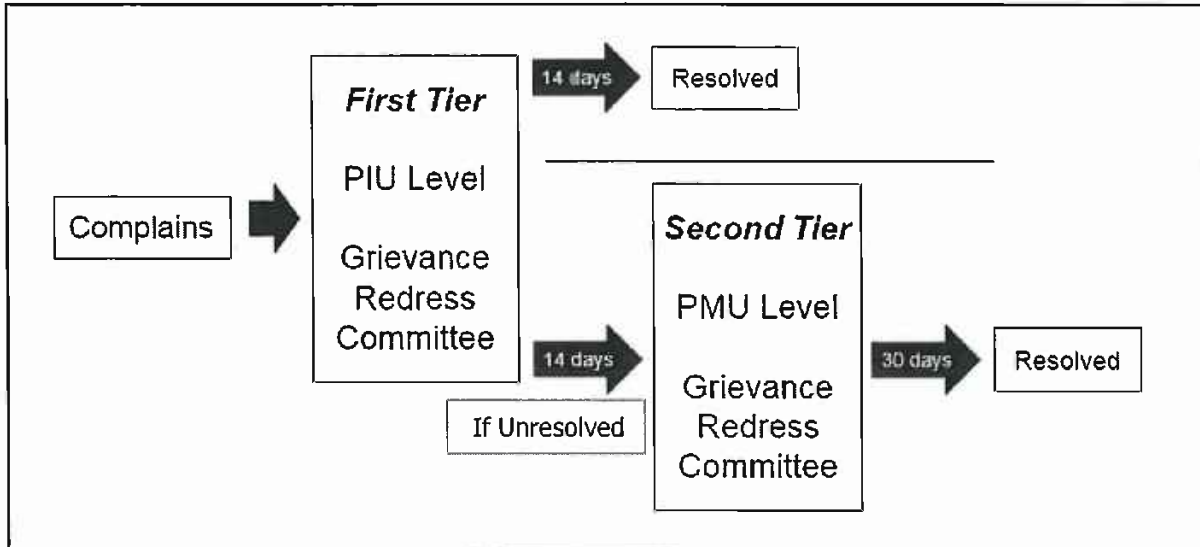 Complains
First Tier
PIU Level
Grievance
Redress
Committee
14 days
Resolved
14 days
If Unresolved
Second Tier
PMU Level
Grievance
Redress
Committee
30 days
Resolved